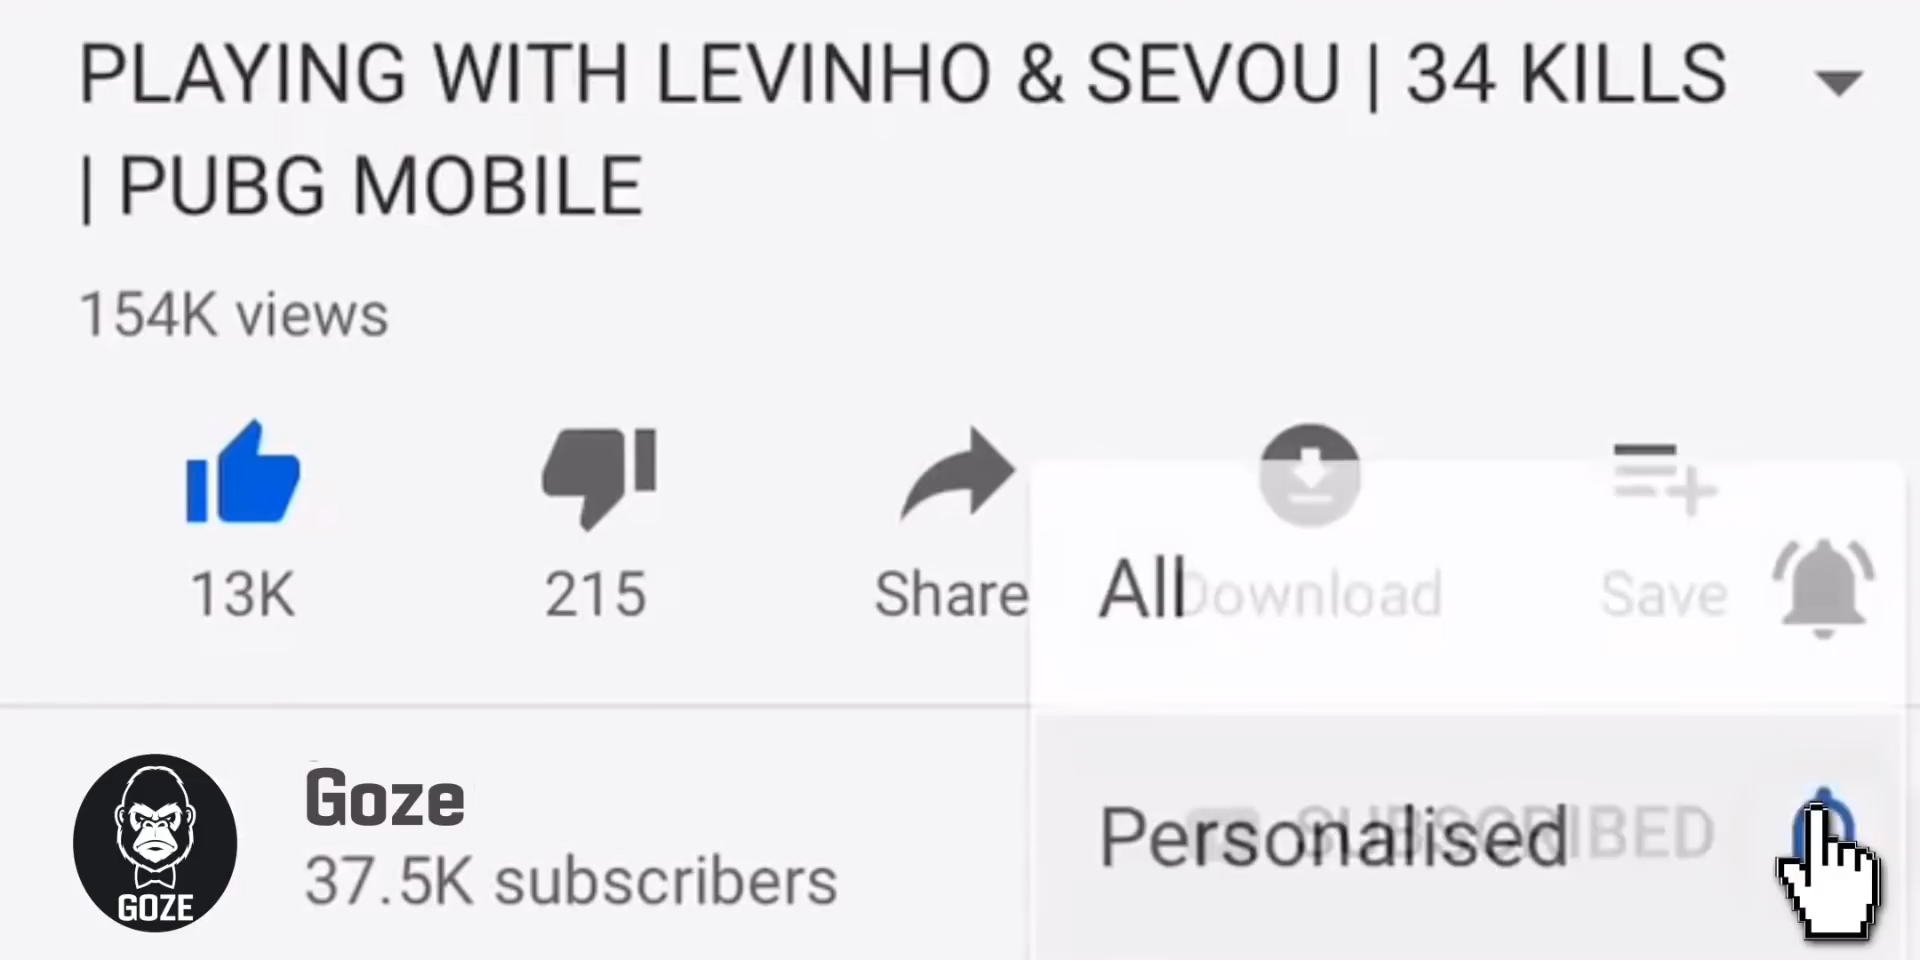 PLAYING WITH LEVINHO & SEVOU | 34 KILLS
| PUBG MOBILE
154K views
13K
215
Share
Download
Save
All
Goze
37.5K subscribers
GOZE
SUBSCRIBED
Personalised